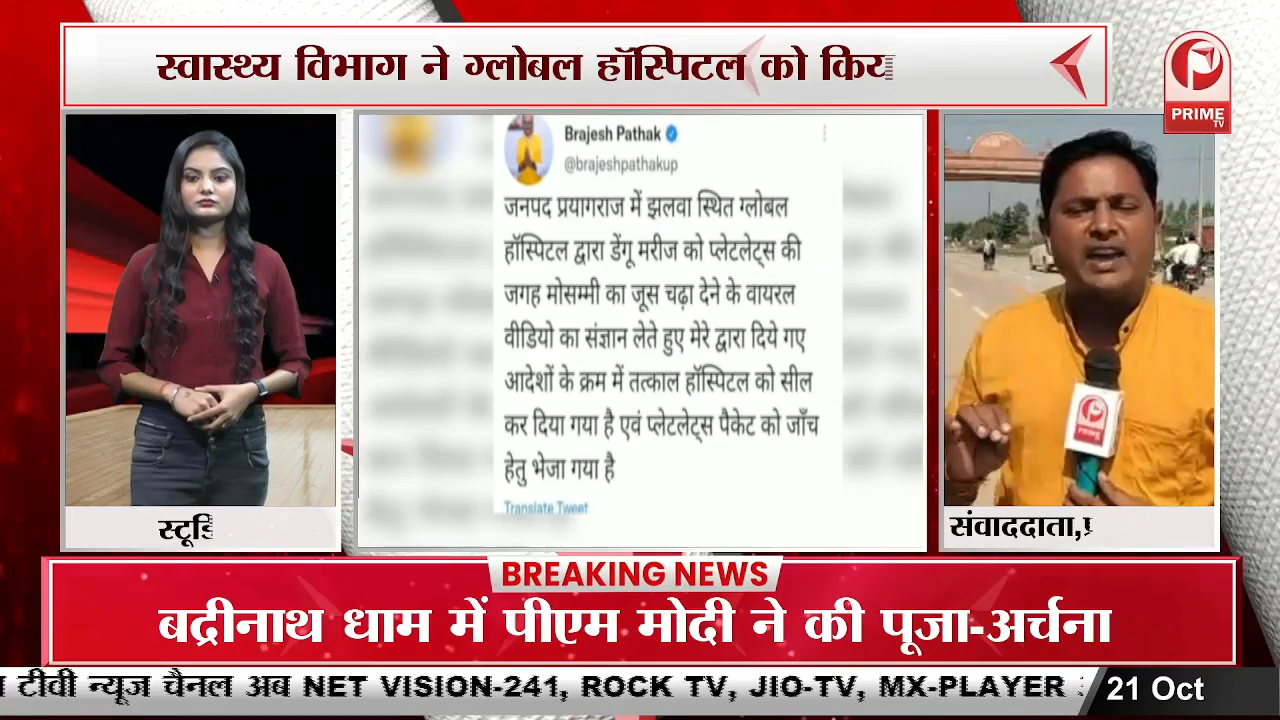 स्वास्थ्य विभाग ने ग्लोबल हॉस्पिटल को किय
PRIME
TV
Brajesh Pathak
@brajeshpathakup
जनपद प्रयागराज में झलवा स्थित ग्लोबल
हॉस्पिटल द्वारा डेंगू मरीज को प्लेटलेट्स की
जगह मोसम्मी का जूस चढ़ा देने के वायरल
वीडियो का संज्ञान लेते हुए मेरे द्वारा दिये गए
आदेशों के क्रम में तत्काल हॉस्पिटल को सील
कर दिया गया है एवं प्लेटलेट्स पैकेट को जाँच
हेतु भेजा गया है
Translate Tweet
PRIME
संवाददाता,
BREAKING NEWS
बद्रीनाथ धाम में पीएम मोदी ने की पूजा-अर्चना
टीवी न्यूज चैनल अब NET VISION-241, ROCK TV, JIO-TV, MX-PLAYER
21 Oct